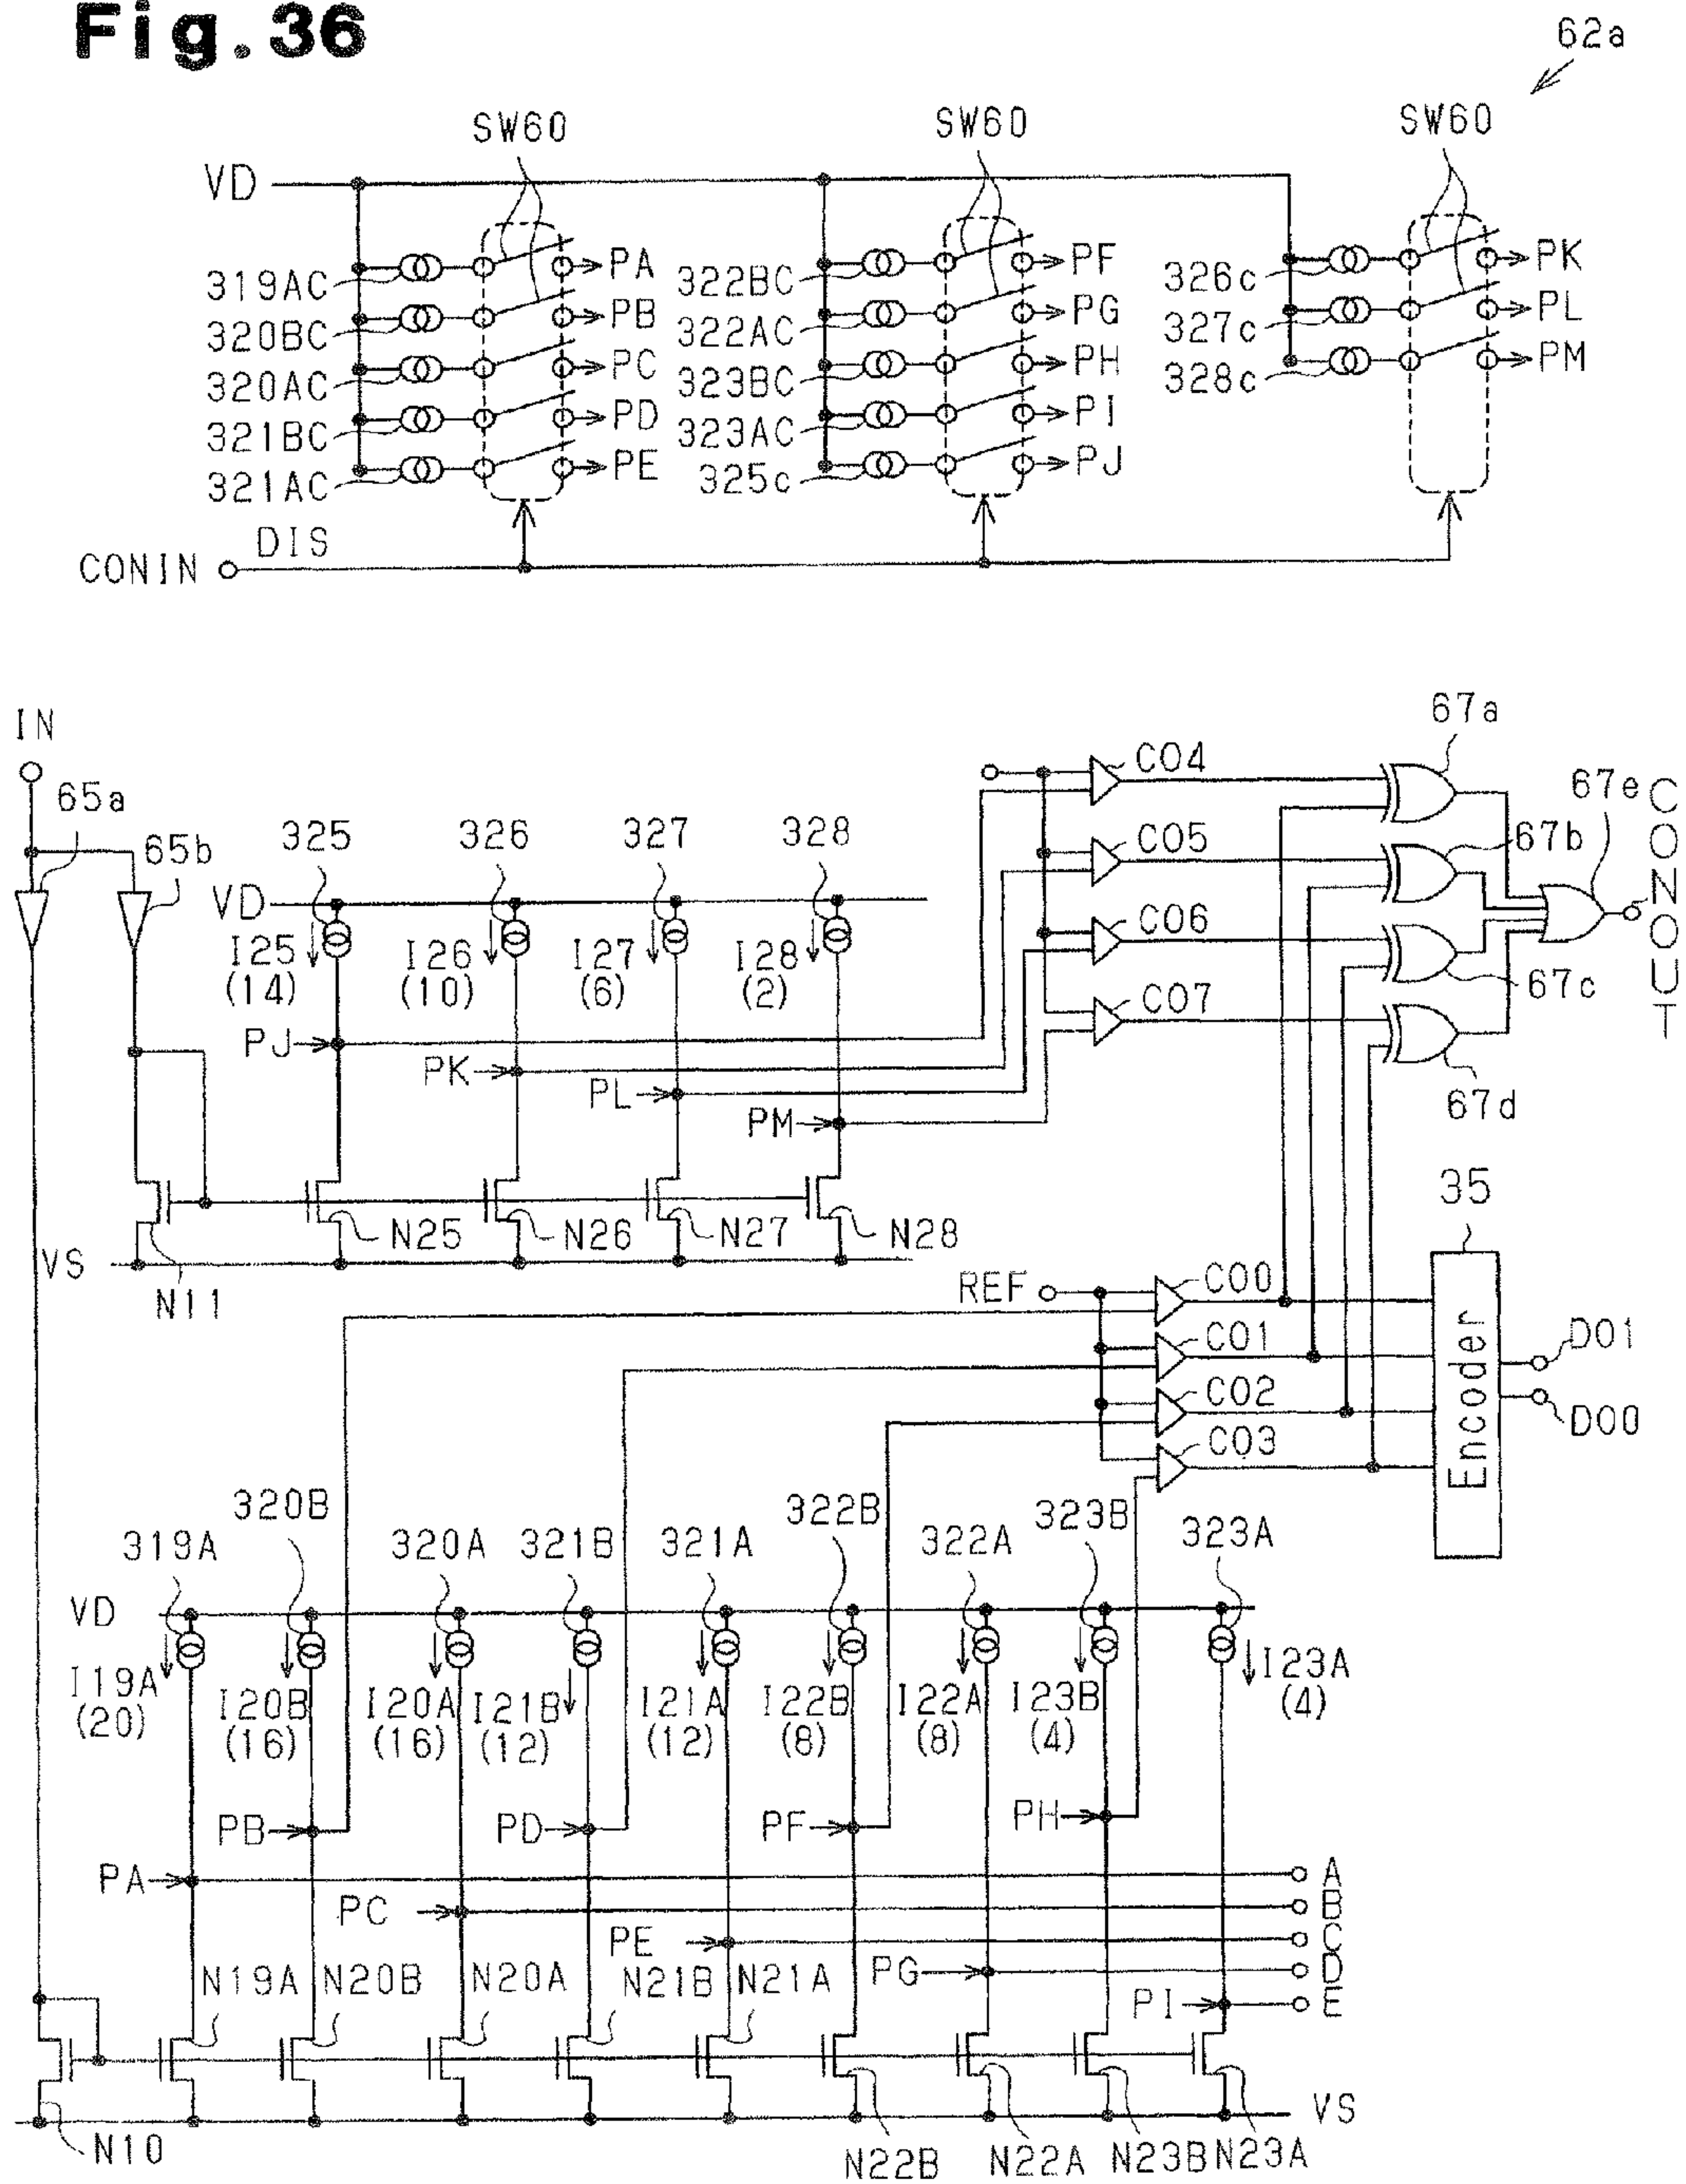 Fig.36
62a
SW60 SW60 SW60
VD
319AC PA 322BC PF 326c PK
320BC PB 322AC PG 327c PL
320AC PC 323BC PH 328c PM
321BC PD 323AC PI
321AC PE 325c PJ
DIS
CONIN
IN
65a
65b
325 326 327 328
VD
I25 I26 I27 I28
(14) (10) (6) (2)
PJ
PK
PL
PM
N25 N26 N27 N28
VS
N11
CO4
CO5
CO6
CO7
67a
67b
67c
67d
67e
CONOUT
35
REF
CO0
CO1
CO2
CO3
Encoder
DO1
DO0
319A 320B 320A 321B 321A 322B 322A 323B 323A
VD
I19A I20B I20A I21B I21A I22B I22A I23B I23A
(20) (16) (16) (12) (12) (8) (8) (4) (4)
PB PD PF PH
PA A
PC B
PE C
PG D
PI E
N19A N20B N20A N21B N21A
VS
N10 N22B N22A N23B N23A